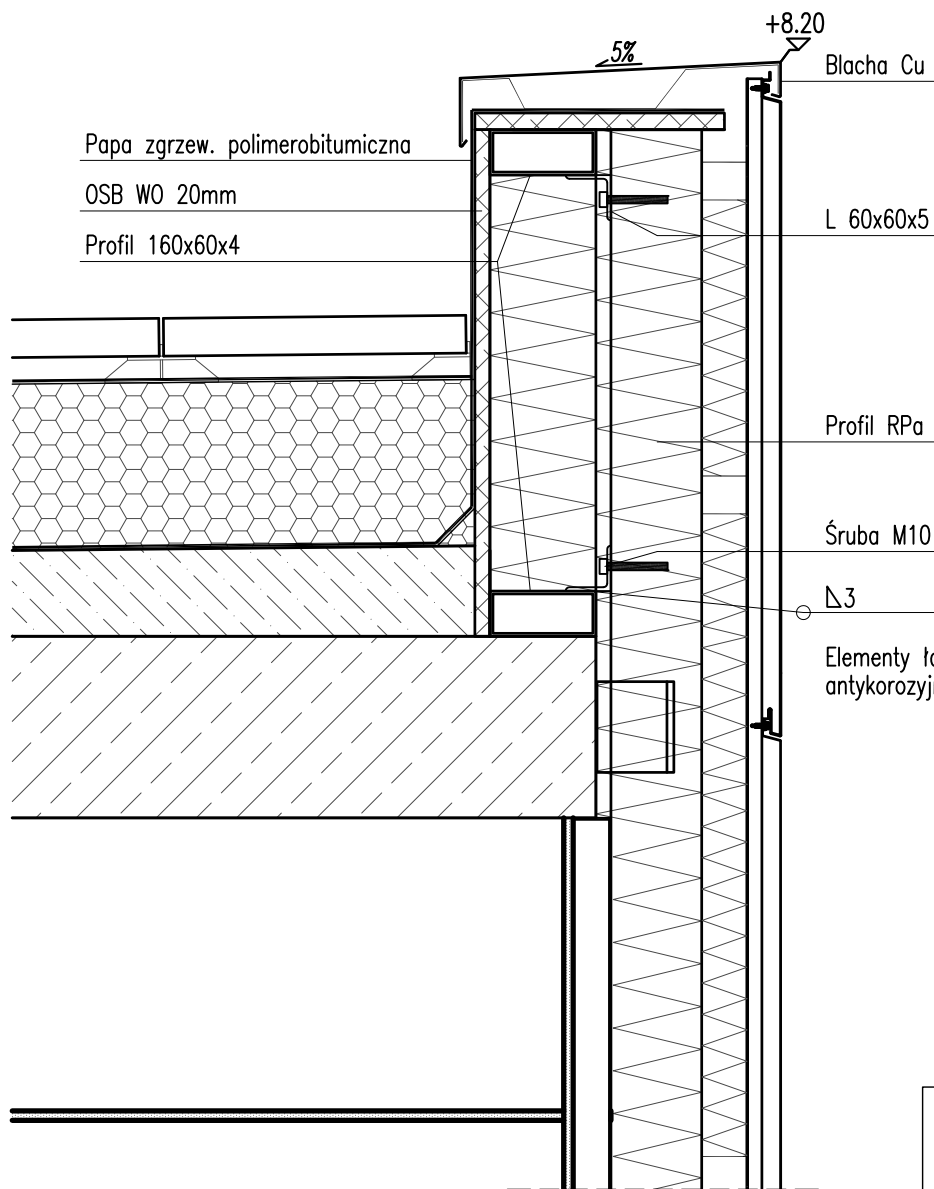 +8.20
5%
Blacha Cu
Papa zgrzew. polimerobitumiczna
OSB WO 20mm
L 60x60x5
Profil 160x60x4
Profil RPa
Śruba M10
3
Elementy